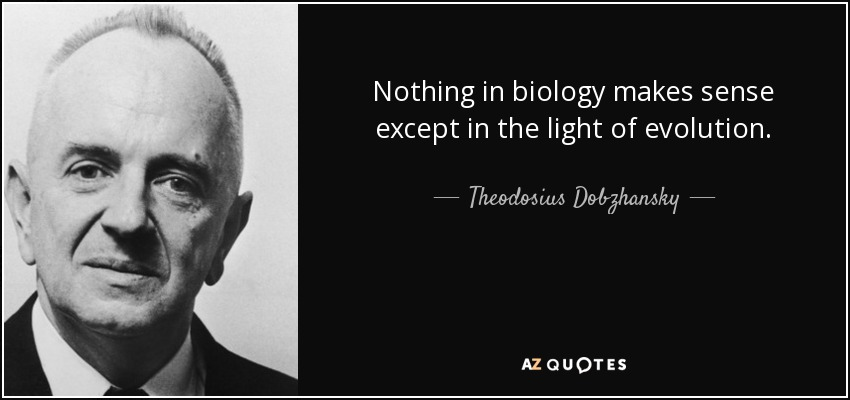 Nothing in biology makes sense
except in the light of evolution.
Theodosius Dobzhansky
AZ QUOTES